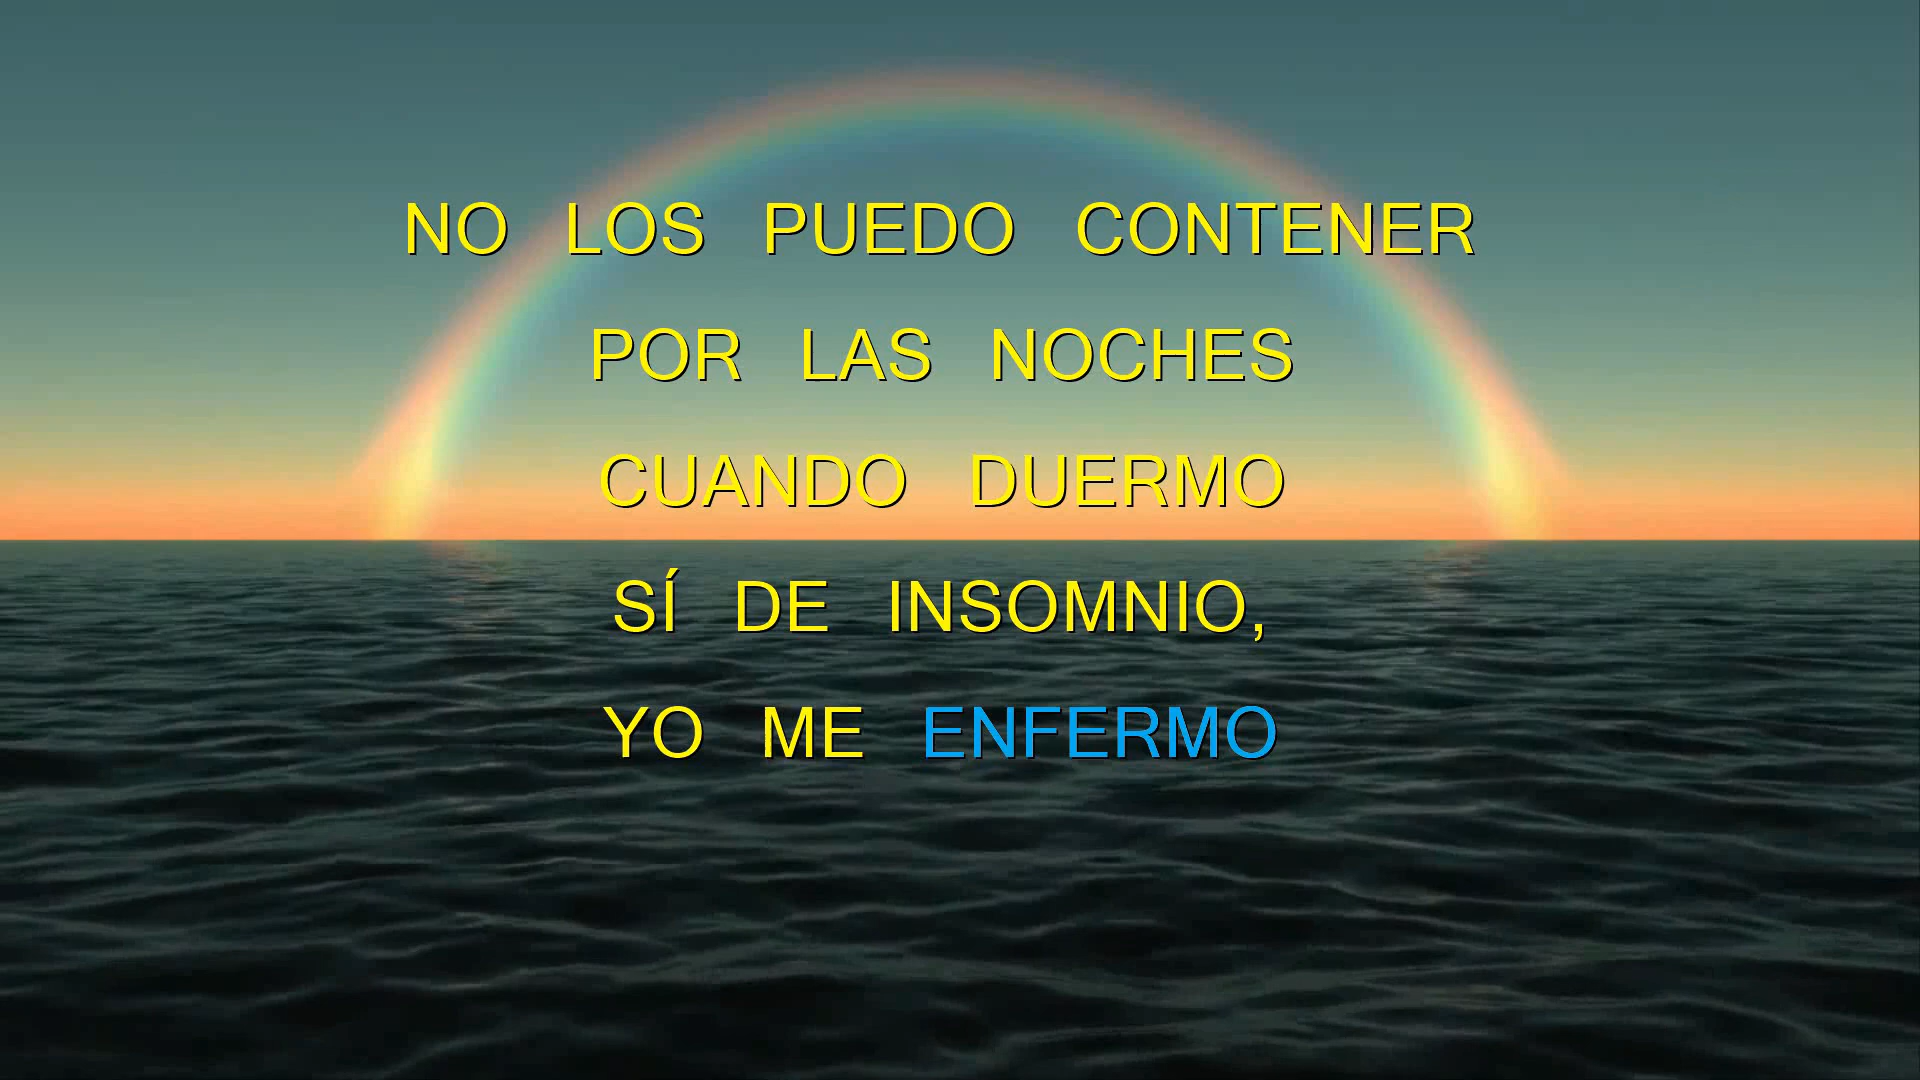 NO LOS PUEDO CONTENER
POR LAS NOCHES
CUANDO DUERMO
SÍ DE INSOMNIO,
YO ME ENFERMO